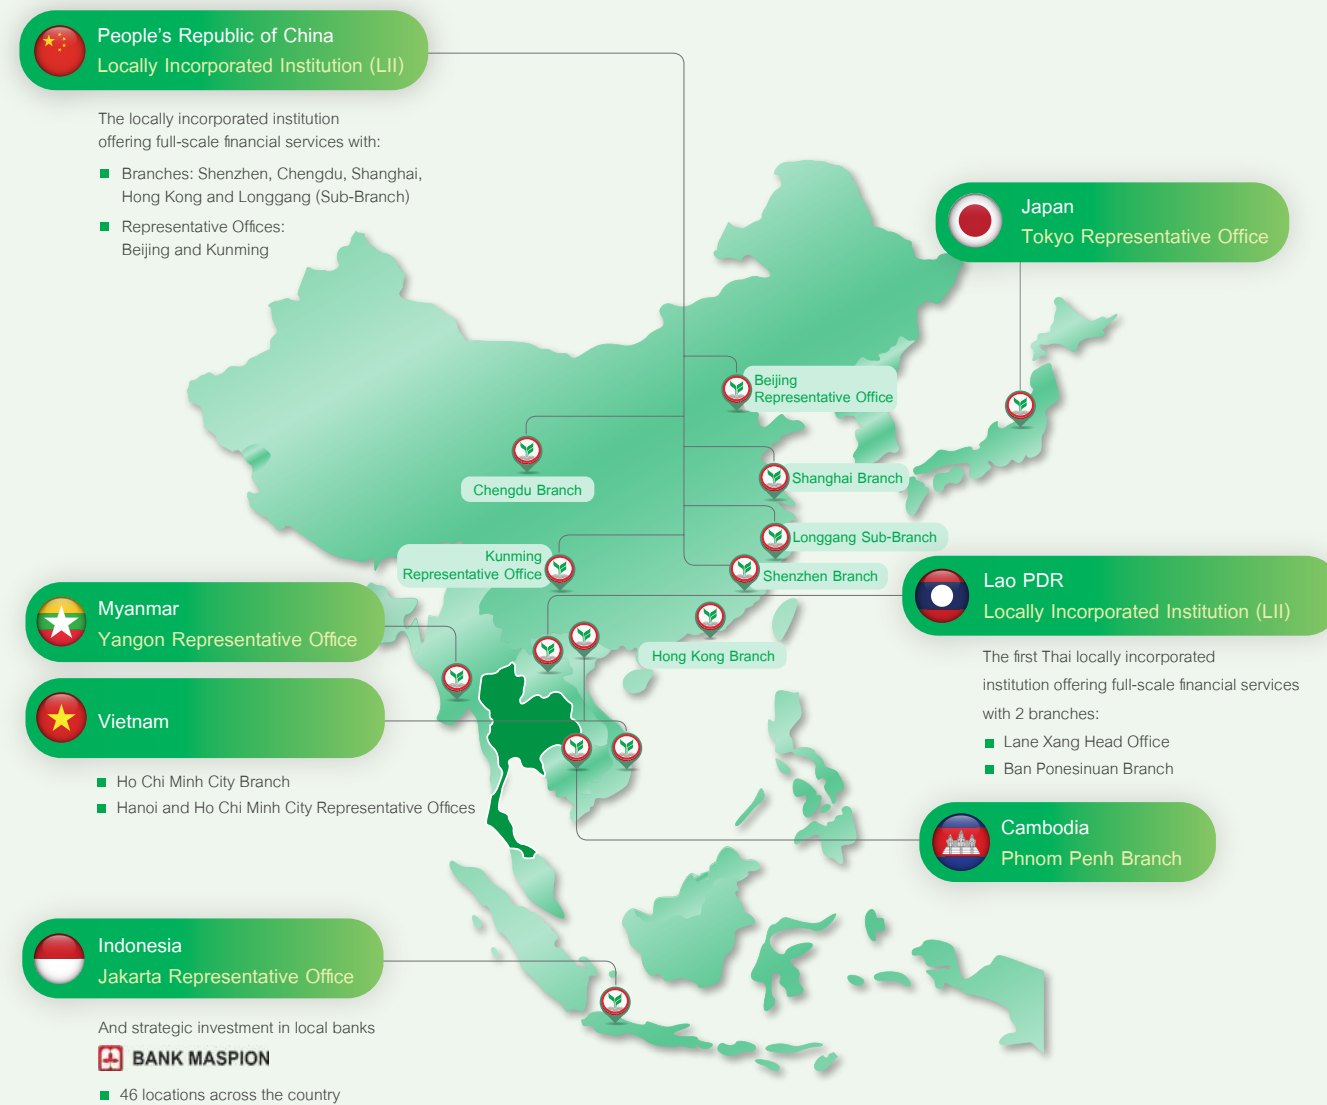 People's Republic of China
Locally Incorporated Institution (LII)
The locally incorporated institution
offering full-scale financial services with:
Branches: Shenzhen, Chengdu, Shanghai,
Hong Kong and Longgang (Sub-Branch)
Representative Offices:
Beijing and Kunming
Japan
Tokyo Representative Office
Beijing
Representative Office
Chengdu Branch
Shanghai Branch
Longgang Sub-Branch
Kunming
Representative Office
Shenzhen Branch
Hong Kong Branch
Myanmar
Yangon Representative Office
Lao PDR
Locally Incorporated Institution (LII)
The first Thai locally incorporated
institution offering full-scale financial services
with 2 branches:
Lane Xang Head Office
Ban Ponesinuan Branch
Vietnam
Ho Chi Minh City Branch
Hanoi and Ho Chi Minh City Representative Offices
Cambodia
Phnom Penh Branch
Indonesia
Jakarta Representative Office
And strategic investment in local banks
BANK MASPION
46 locations across the country